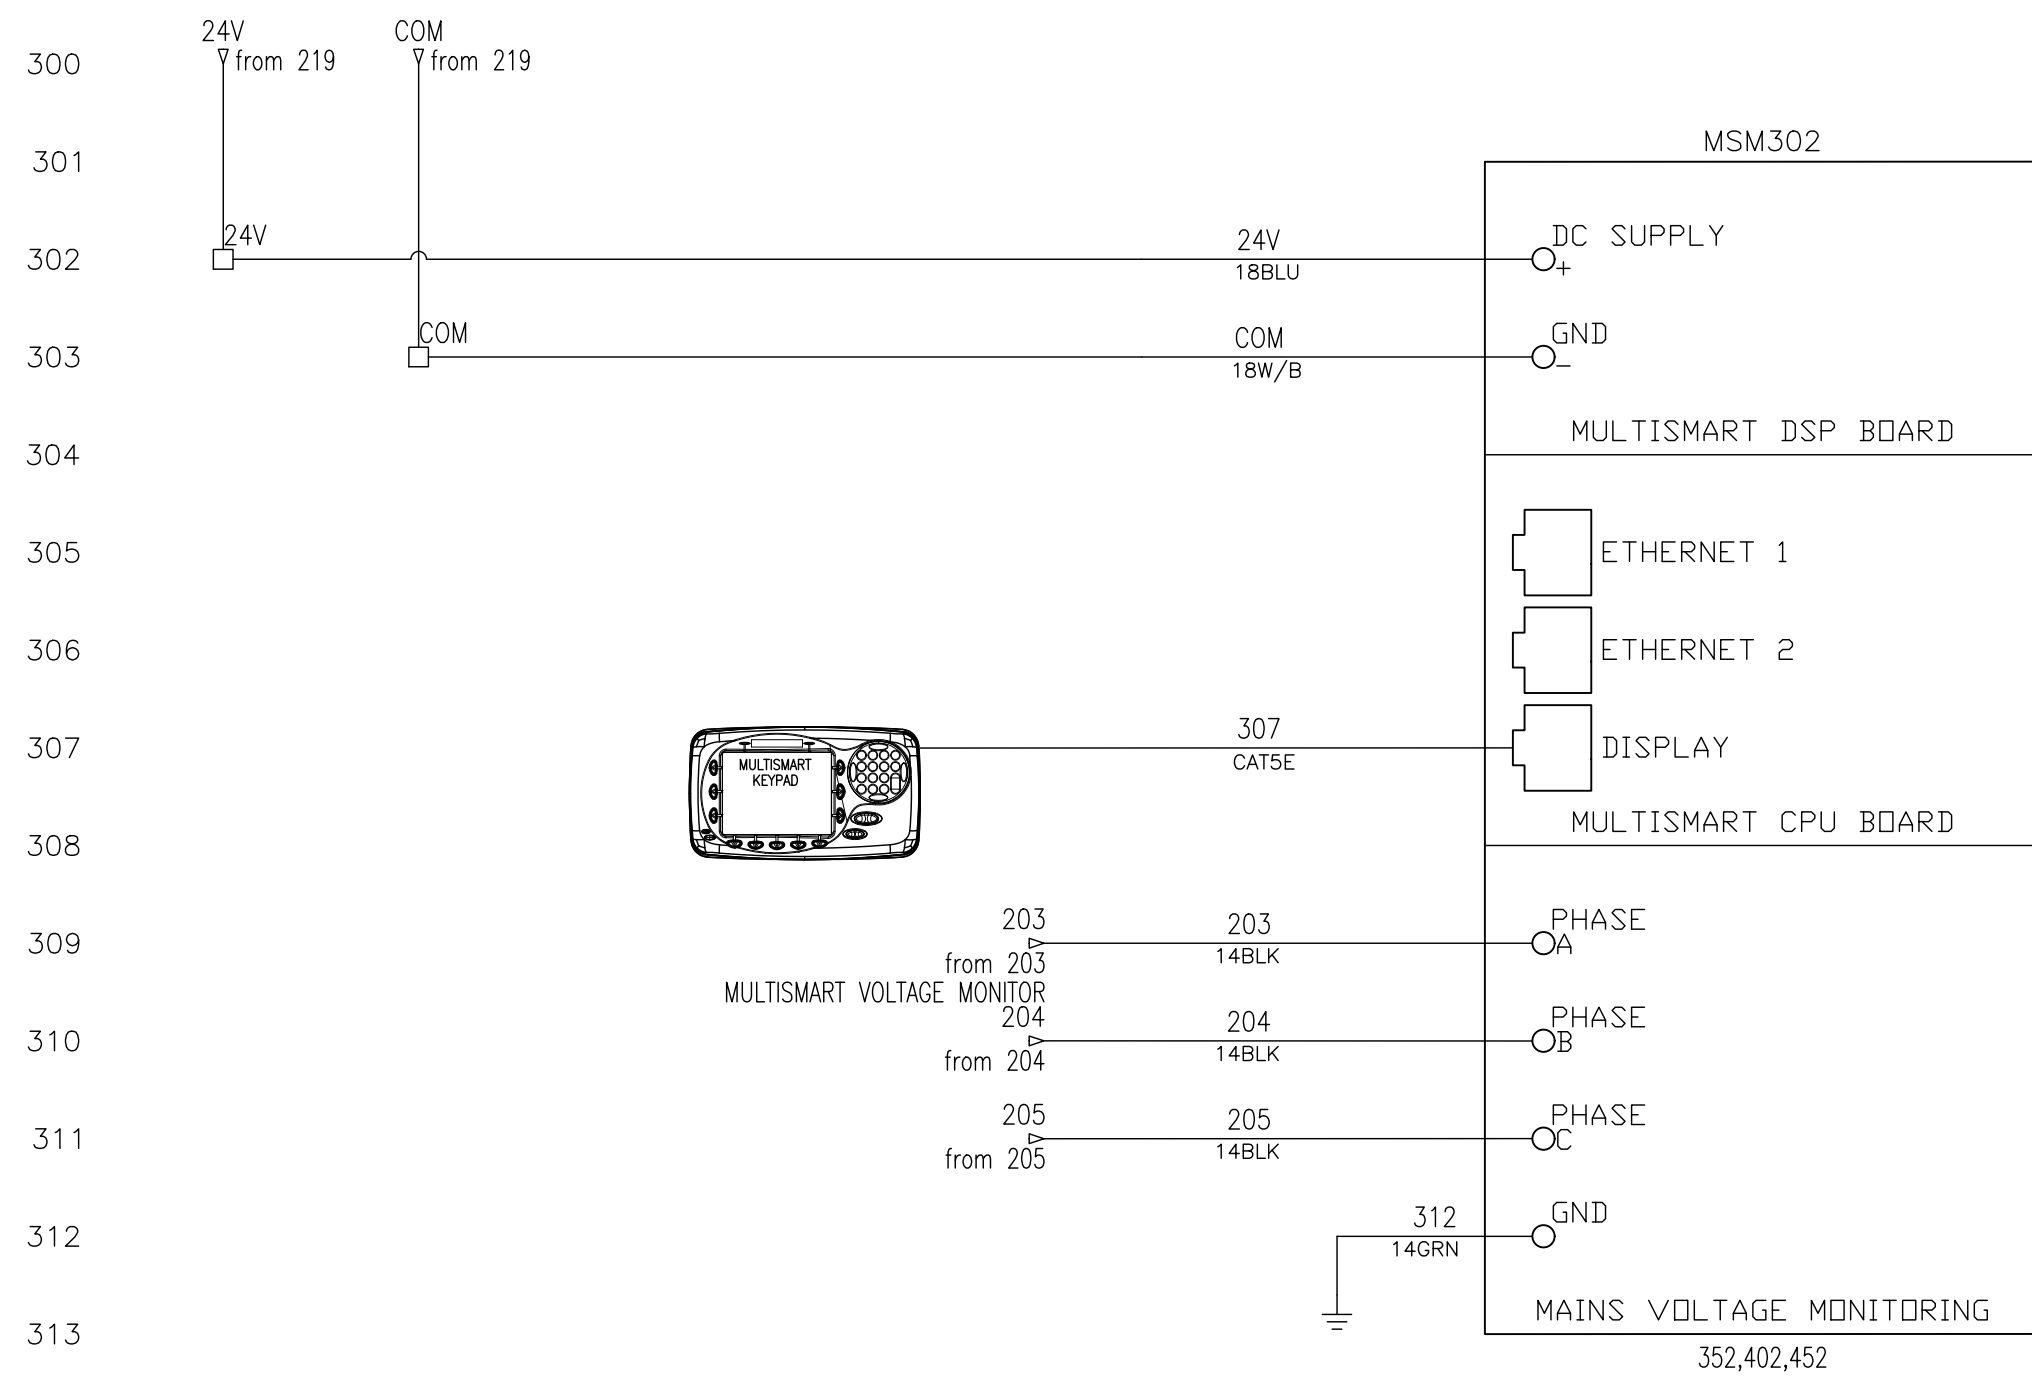 24V
COM
300
from 219
from 219
301
MSM302
24V
302
24V
DC SUPPLY
18BLU
+
COM
303
COM
GND
18W/B
-
304
MULTISMART DSP BOARD
305
ETHERNET 1
306
ETHERNET 2
307
307
DISPLAY
CAT5E
MULTISMART
KEYPAD
308
MULTISMART CPU BOARD
309
203
203
PHASE
A
from 203
14BLK
MULTISMART VOLTAGE MONITOR
310
204
204
PHASE
B
from 204
14BLK
311
205
205
PHASE
C
from 205
14BLK
312
312
GND
14GRN
313
MAINS VOLTAGE MONITORING
352,402,452